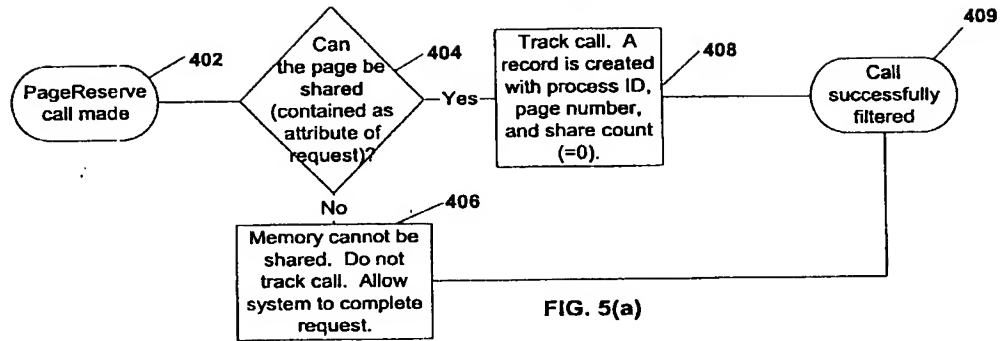 402
PageReserve
call made
Can
the page be
shared
(contained as
attribute of
request)?
404
Yes
Track call. A
record is created
with process ID,
page number,
and share count
(=0).
408
409
Call
successfully
filtered
No
406
Memory cannot be
shared. Do not
track call. Allow
system to complete
request.
FIG. 5(a)